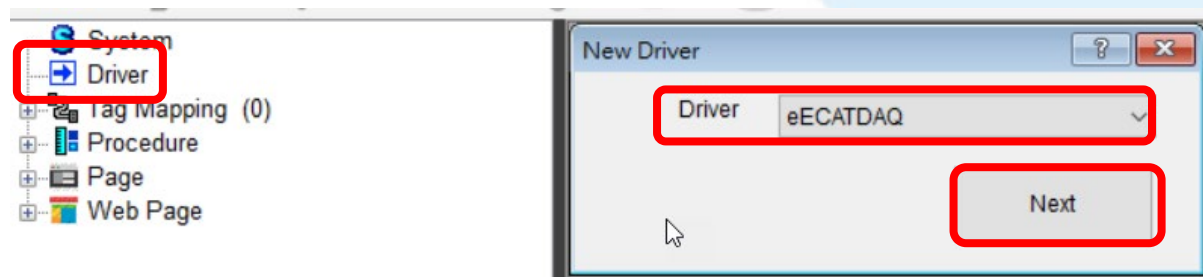 System
Driver
Tag Mapping (0)
Procedure
Page
Web Page
New Driver
Driver eECATDAQ
Next